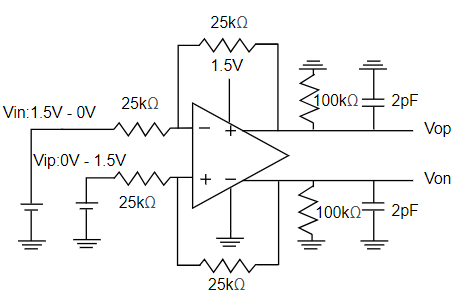 25kΩ
1.5V
25kΩ
100kΩ
2pF
Vin:1.5V - 0V
Vop
Vip:0V - 1.5V
Von
25kΩ
100kΩ
2pF
25kΩ